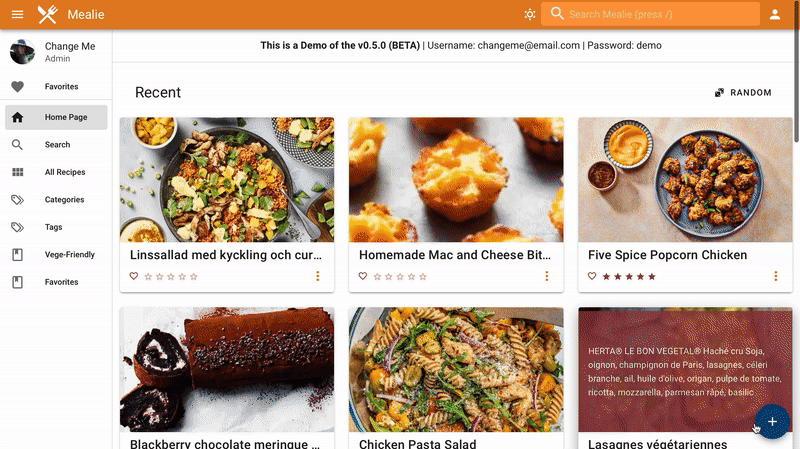 Mealie
Search Mealie (press /)
Change Me
Admin
Favorites
Home Page
Search
All Recipes
Categories
Tags
Vege-Friendly
Favorites
This is a Demo of the v0.5.0 (BETA) | Username: changeme@email.com | Password: demo
Recent
RANDOM
Linssallad med kyckling och cur…
Homemade Mac and Cheese Bit…
Five Spice Popcorn Chicken
HERTA® LE BON VEGETAL® Haché cru Soja,
oignon, champignon de Paris, lasagnes, céleri
branche, ail, huile d'olive, origan, pulpe de tomate,
ricotta, mozzarella, parmesan râpé, basilic
Blackberry chocolate meringue …
Chicken Pasta Salad
Lasagnes végétariennes